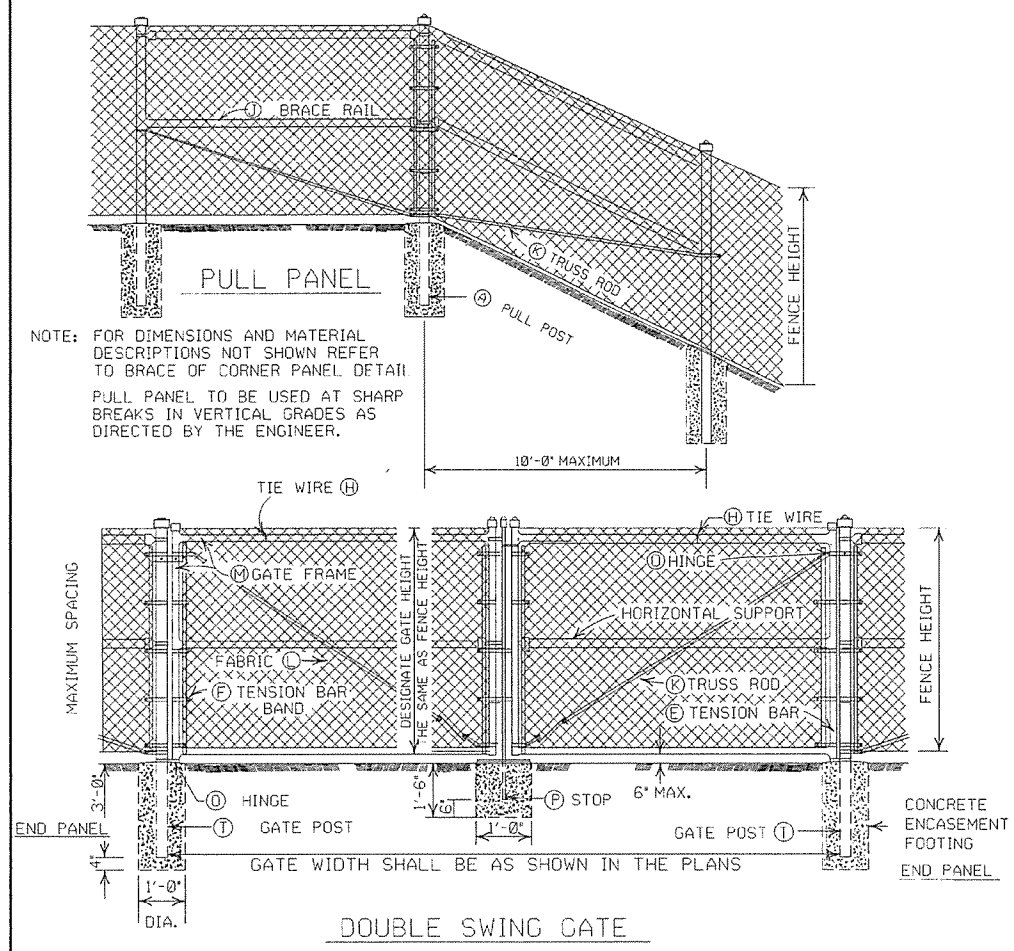 Ⓙ BRACE RAIL
Ⓚ TRUSS ROD
FENCE HEIGHT
PULL PANEL
Ⓐ PULL POST
NOTE: FOR DIMENSIONS AND MATERIAL
DESCRIPTIONS NOT SHOWN REFER
TO BRACE OF CORNER PANEL DETAIL
PULL PANEL TO BE USED AT SHARP
BREAKS IN VERTICAL GRADES AS
DIRECTED BY THE ENGINEER.
10'-0" MAXIMUM
TIE WIRE Ⓗ
Ⓗ TIE WIRE
Ⓞ HINGE
Ⓜ GATE FRAME
MAXIMUM SPACING
DESIGNATE GATE HEIGHT
THE SAME AS FENCE HEIGHT
HORIZONTAL SUPPORT
FENCE HEIGHT
FABRIC Ⓛ
Ⓕ TENSION BAR
BAND
Ⓚ TRUSS ROD
Ⓔ TENSION BAR
3'-0"
Ⓞ HINGE
1'-6"
6"
Ⓟ STOP
6" MAX.
CONCRETE
ENCASEMENT
FOOTING
END PANEL
Ⓣ GATE POST
1'-0"
GATE POST Ⓣ
END PANEL
4"
GATE WIDTH SHALL BE AS SHOWN IN THE PLANS
1'-0"
DIA.
DOUBLE SWING GATE